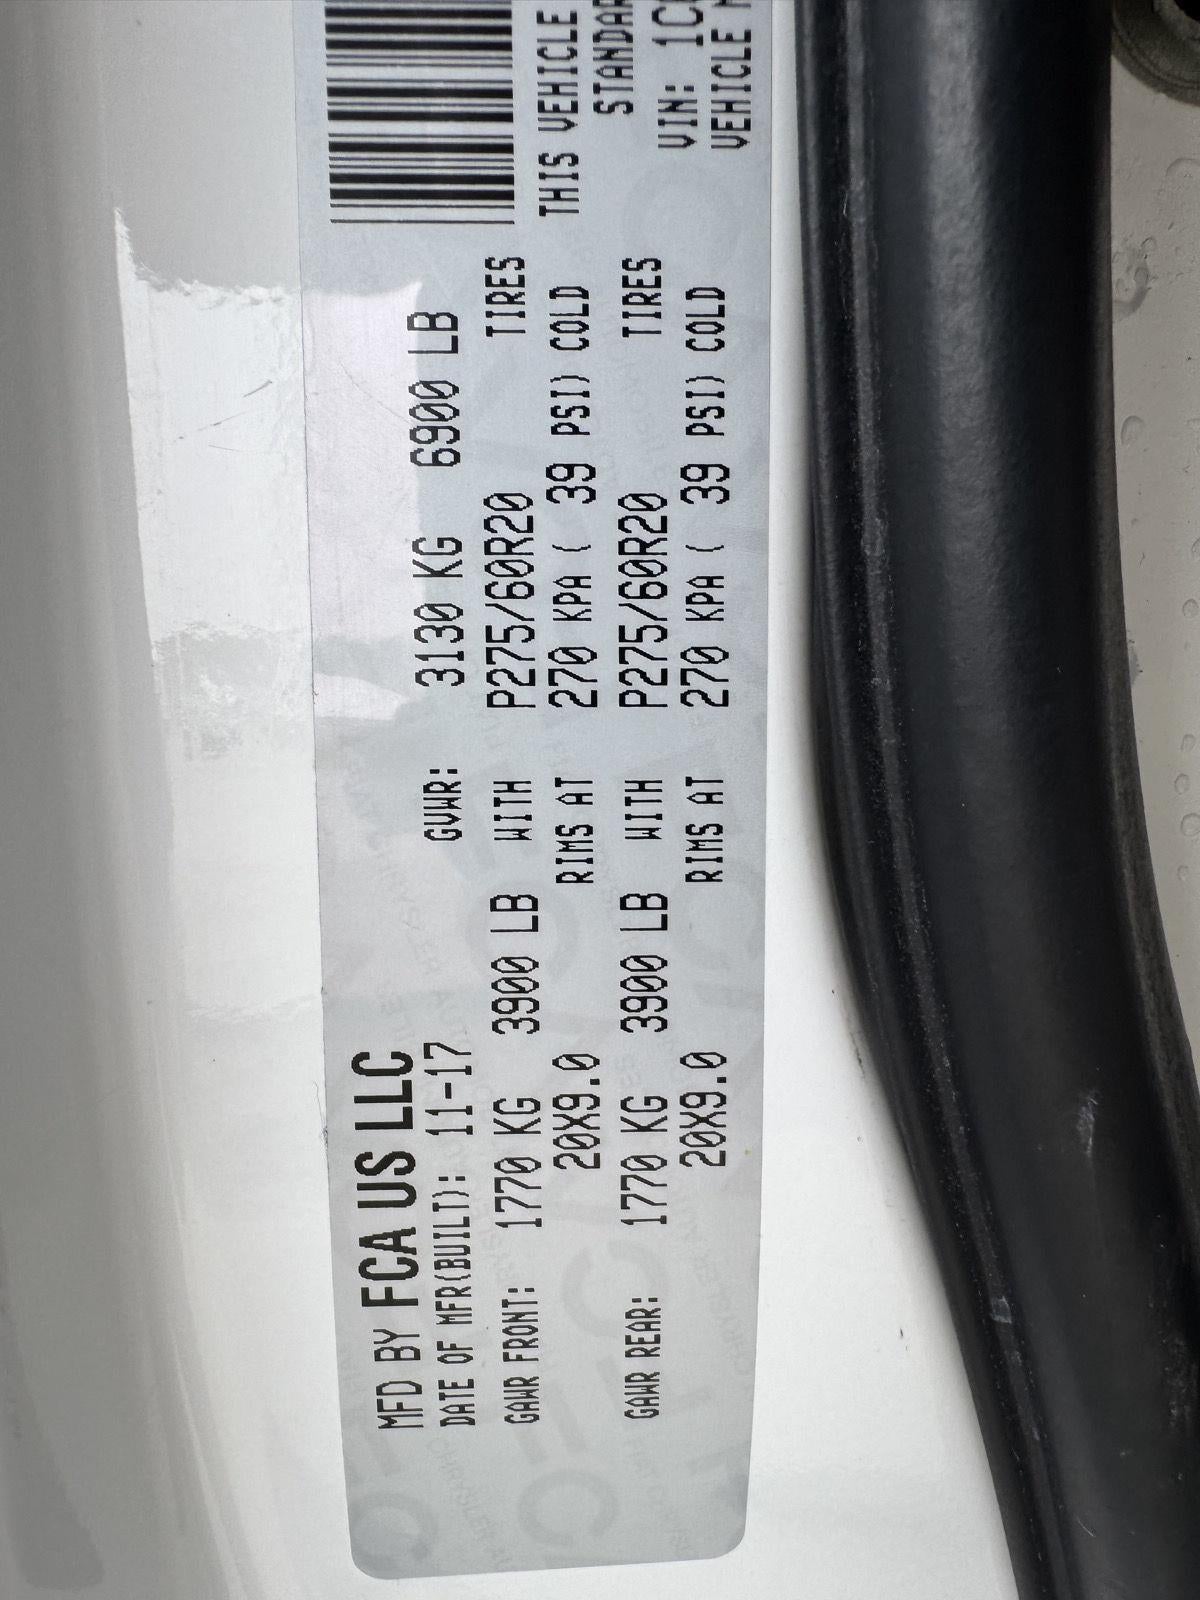 MFD BY FCA US LLC
DATE OF MFR(BUILT): 11-17 GVWR: 3130 KG 6900 LB
GAWR FRONT: 1770 KG 3900 LB WITH P275/60R20 TIRES
20X9.0 RIMS AT 270 KPA ( 39 PSI) COLD
GAWR REAR: 1770 KG 3900 LB WITH P275/60R20 TIRES
20X9.0 RIMS AT 270 KPA ( 39 PSI) COLD
THIS VEHICLE
STANDAR
VIN: 1C
VEHICLE